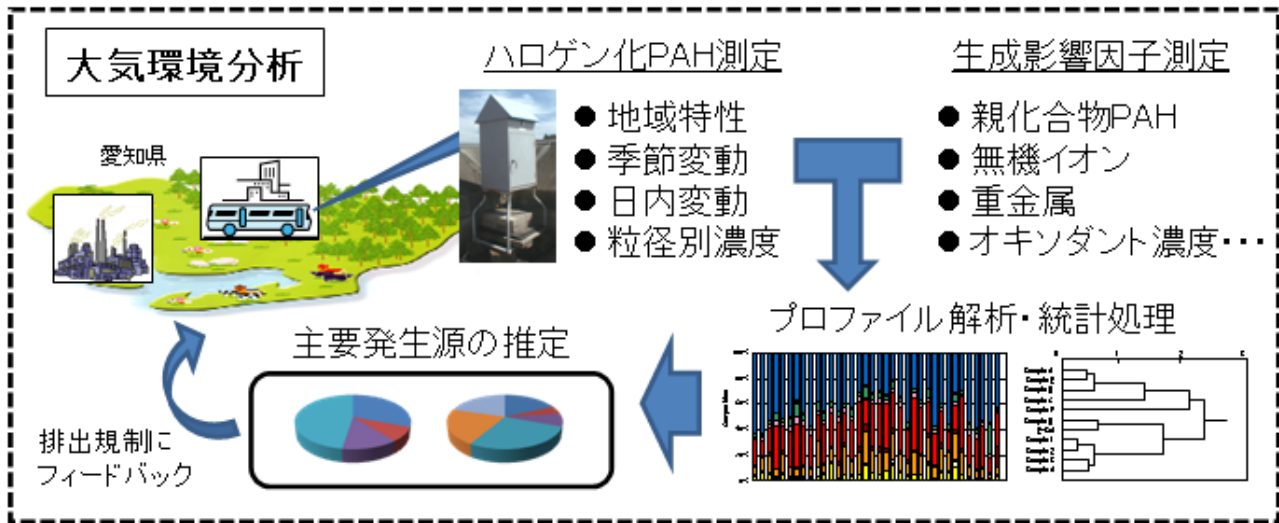 大気環境分析
愛知県
ハロゲン化PAH測定
● 地域特性
● 季節変動
● 日内変動
● 粒径別濃度
生成影響因子測定
● 親化合物PAH
● 無機イオン
● 重金属
● オキソダント濃度・・・
プロファイル解析・統計処理
0 1 2 3
主要発生源の推定
排出規制に
フィードバック